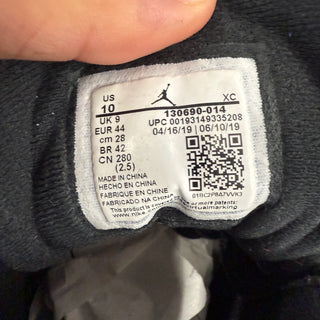 US XC
10 130690-014
UK 9 UPC 00193149335208
EUR 44 04/16/19 06/10/19
cm 28
BR 42
CN 280
(2.5)
MADE IN CHINA
HECHO EN CHINA
FABRIQUE EN CHINE
FABRICADO NA CHINA